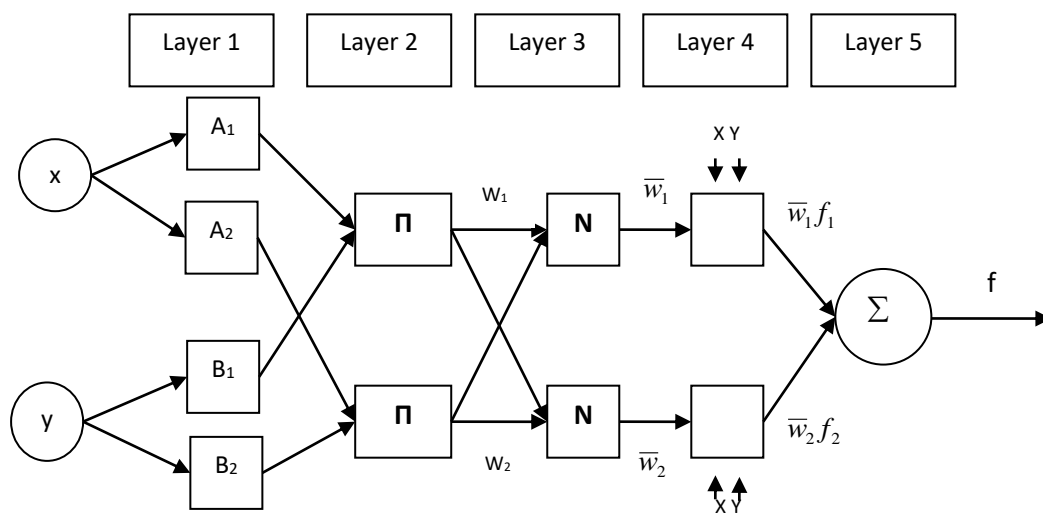 Layer 1 Layer 2 Layer 3 Layer 4 Layer 5
A₁
X Y
x
W₁
w̅₁
A₂
Π N
w̅₁f₁
f
Σ
B₁
y
Π N
w̅₂f₂
B₂
W₂
w̅₂
X Y